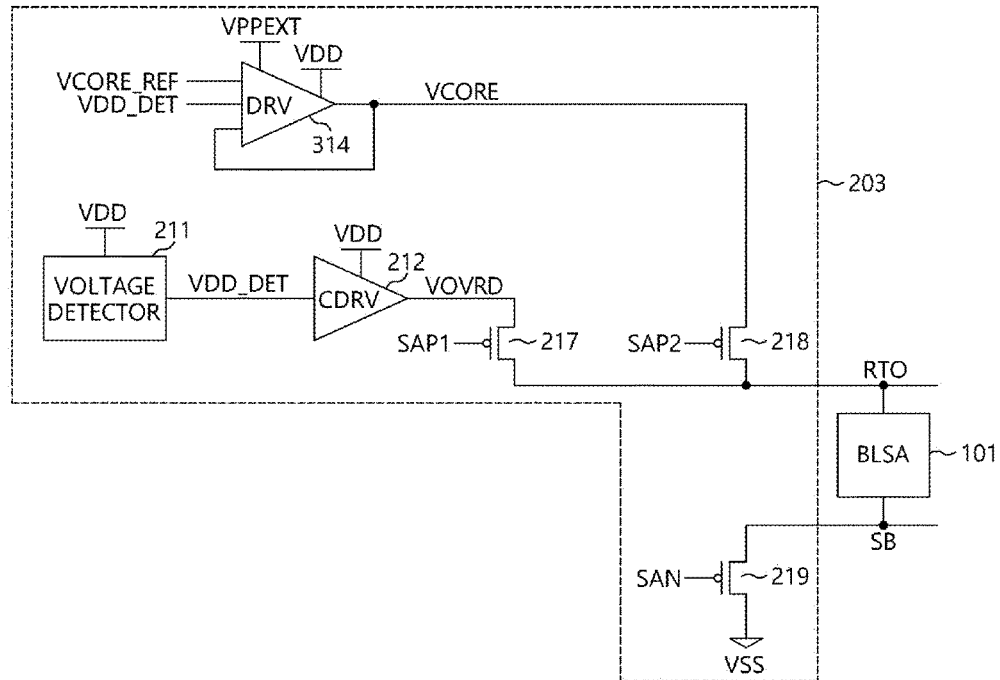 VPPEXT
VDD
VCORE_REF
VDD_DET
DRV
VCORE
314
203
VDD
211
VOLTAGE
DETECTOR
VDD_DET
VDD
212
CDRV
VOVRD
SAP1
217
SAP2
218
RTO
BLSA
101
SB
SAN
219
VSS